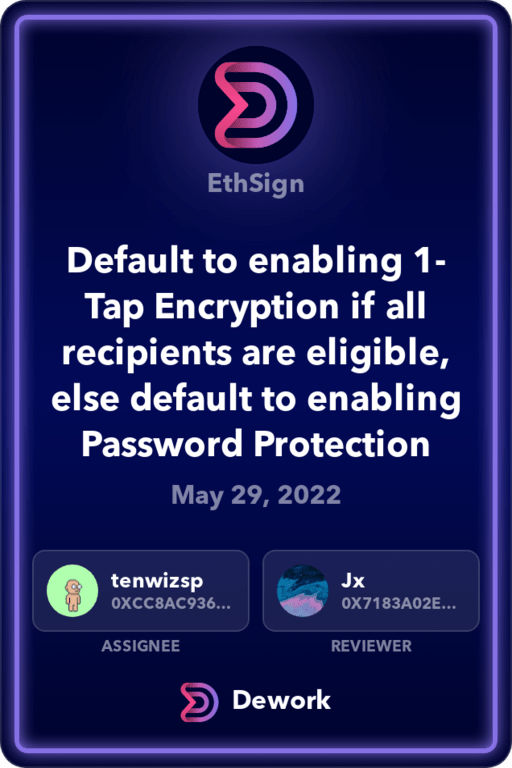 EthSign
Default to enabling 1-
Tap Encryption if all
recipients are eligible,
else default to enabling
Password Protection
May 29, 2022
tenwizsp
0XCC8AC936...
ASSIGNEE
Jx
0X7183A02E...
REVIEWER
Dework